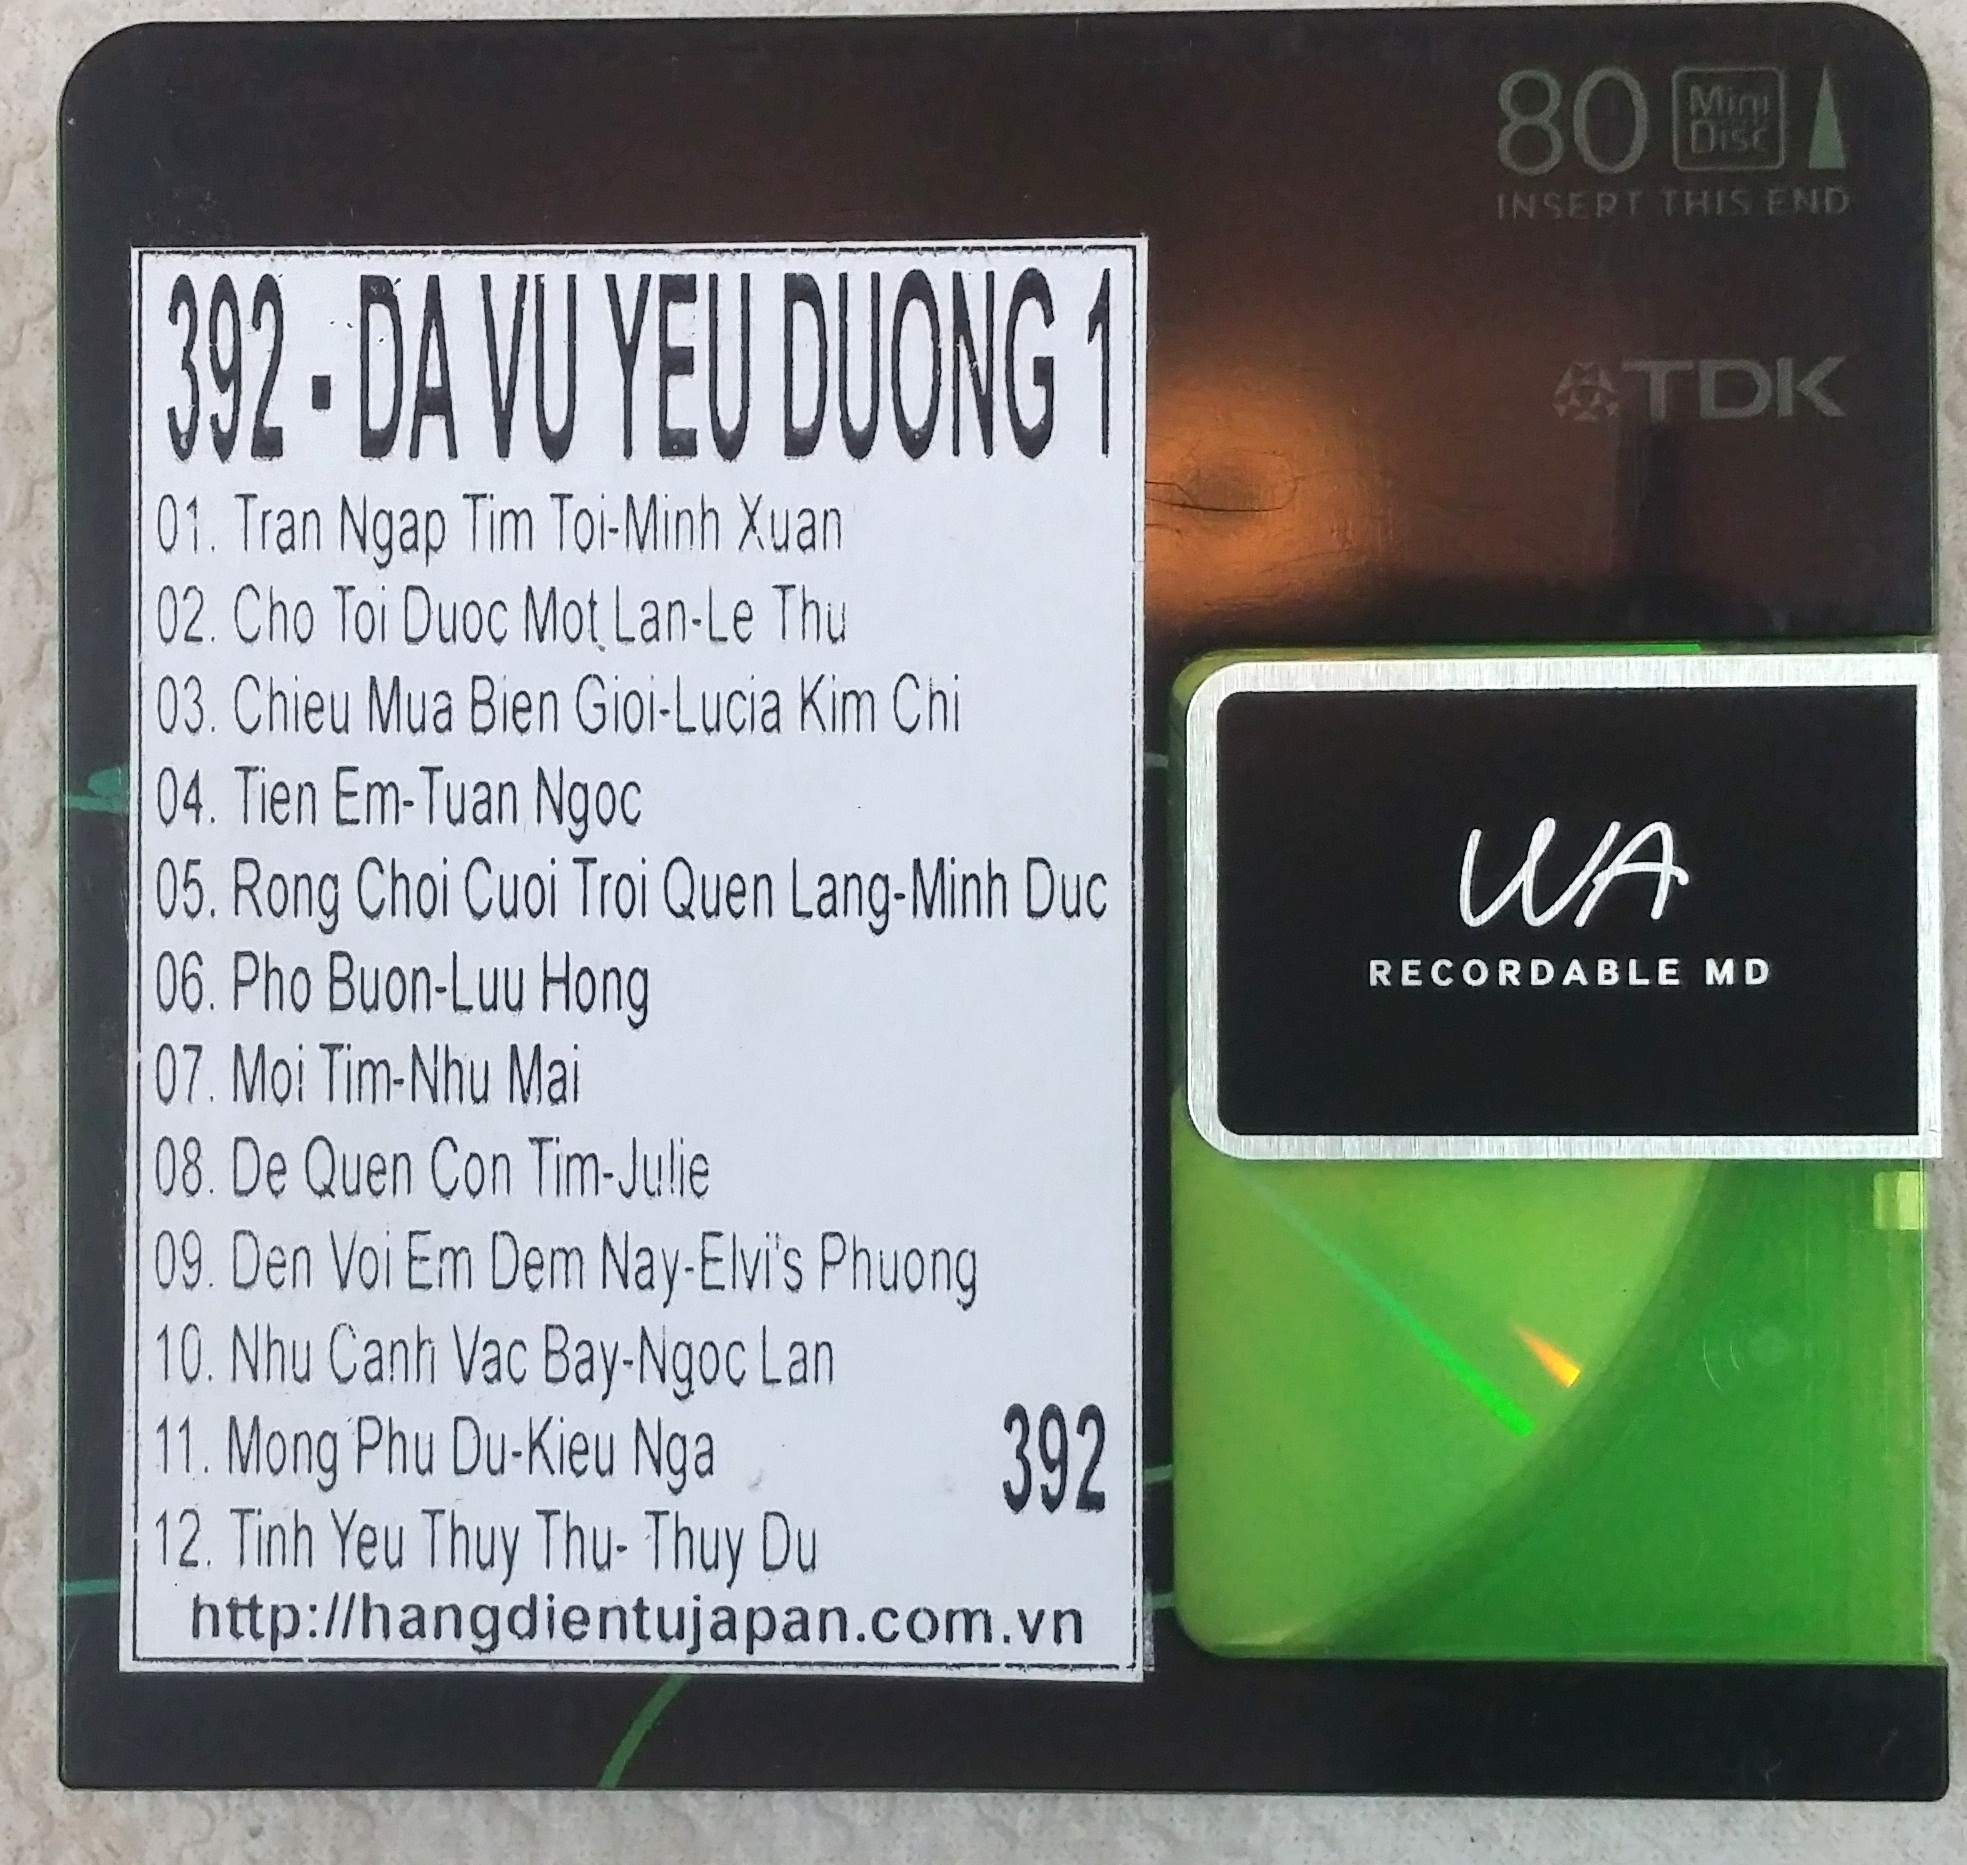 80 Mini Disc
INSERT THIS END
TDK
392 - DA VU YEU DUONG 1
01. Tran Ngap Tim Toi-Minh Xuan
02. Cho Toi Duoc Mot Lan-Le Thu
03. Chieu Mua Bien Gioi-Lucia Kim Chi
04. Tien Em-Tuan Ngoc
05. Rong Choi Cuoi Troi Quen Lang-Minh Duc
06. Pho Buon-Luu Hong
07. Moi Tim-Nhu Mai
08. De Quen Con Tim-Julie
09. Den Voi Em Dem Nay-Elvi's Phuong
10. Nhu Canh Vac Bay-Ngoc Lan
11. Mong Phu Du-Kieu Nga
392
12. Tinh Yeu Thuy Thu- Thuy Du
http://hangdientujapan.com.vn
WA
RECORDABLE MD